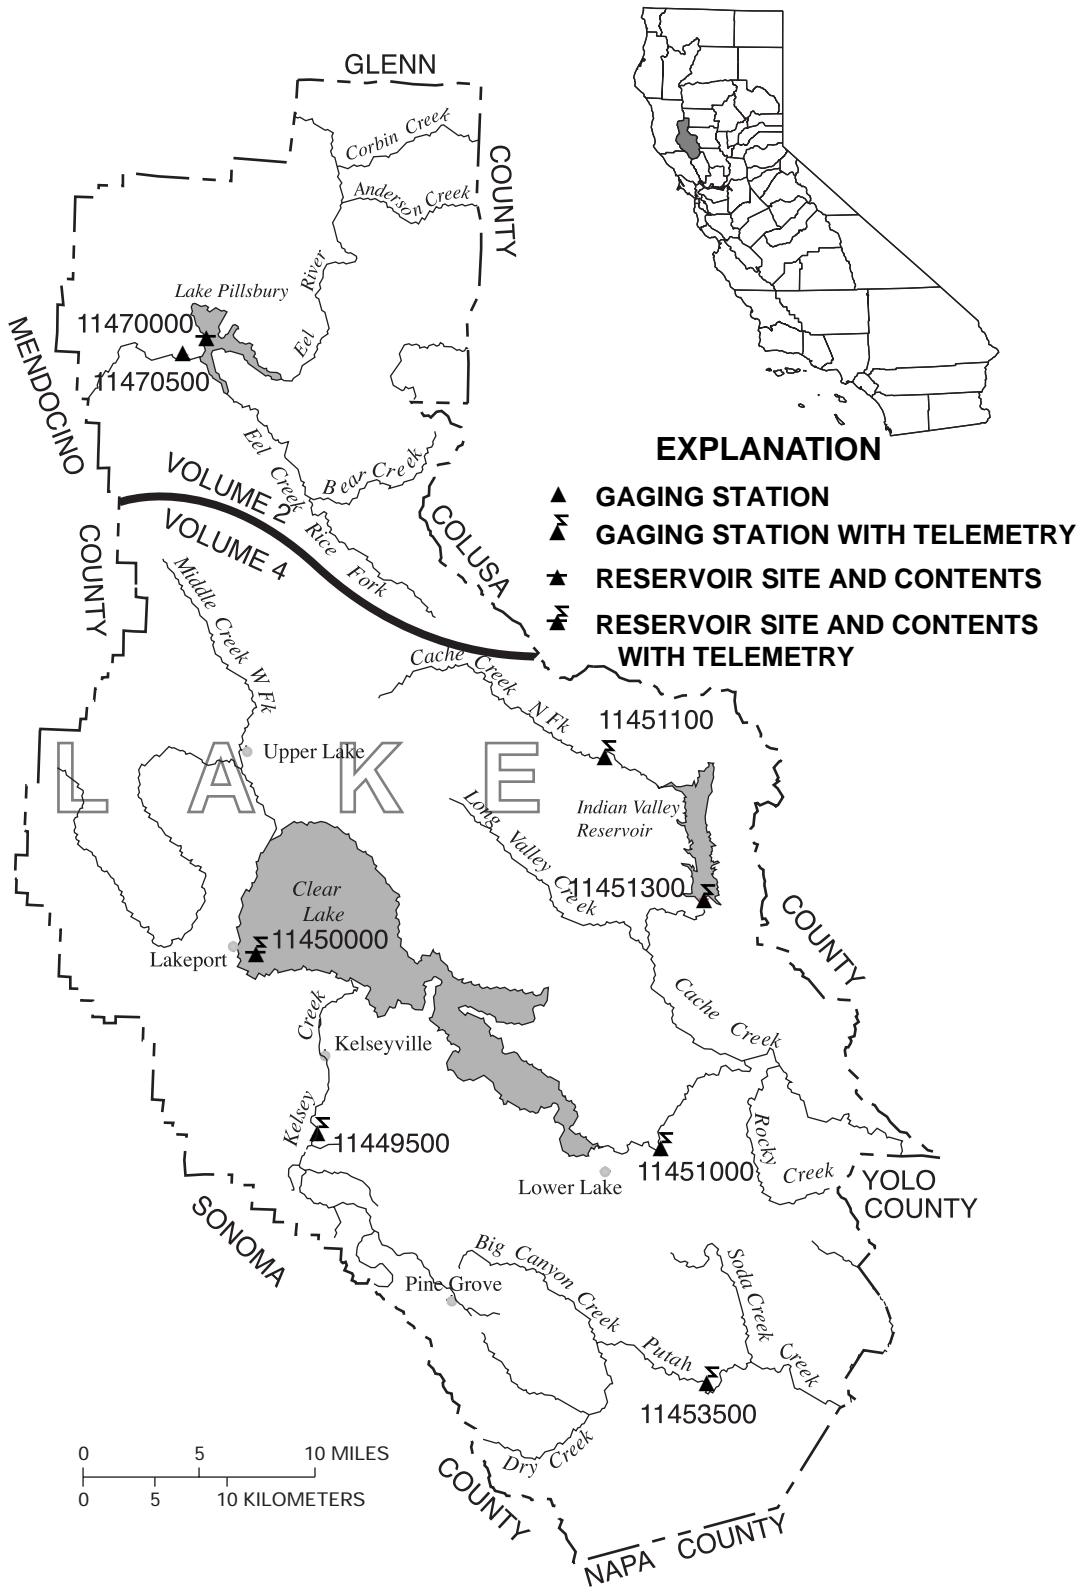 GLENN
COUNTY
Corbin Creek
Anderson Creek
Eel River
Lake Pillsbury
11470000
11470500
MENDOCINO
COUNTY
Eel Creek Rice Fork
Bear Creek
COLUSA
COUNTY
VOLUME 2
VOLUME 4
EXPLANATION
GAGING STATION
GAGING STATION WITH TELEMETRY
RESERVOIR SITE AND CONTENTS
RESERVOIR SITE AND CONTENTS
WITH TELEMETRY
Middle Creek W Fk
Cache Creek N Fk
11451100
Upper Lake
LAKE
Indian Valley
Reservoir
Long Valley Creek
11451300
Clear
Lake
11450000
Lakeport
Cache Creek
Kelsey Creek
Kelseyville
11449500
Lower Lake
11451000
Rocky Creek
YOLO
COUNTY
SONOMA
COUNTY
Big Canyon Creek
Pine Grove
Soda Creek
Putah Creek
11453500
Dry Creek
NAPA COUNTY
0 5 10 MILES
0 5 10 KILOMETERS